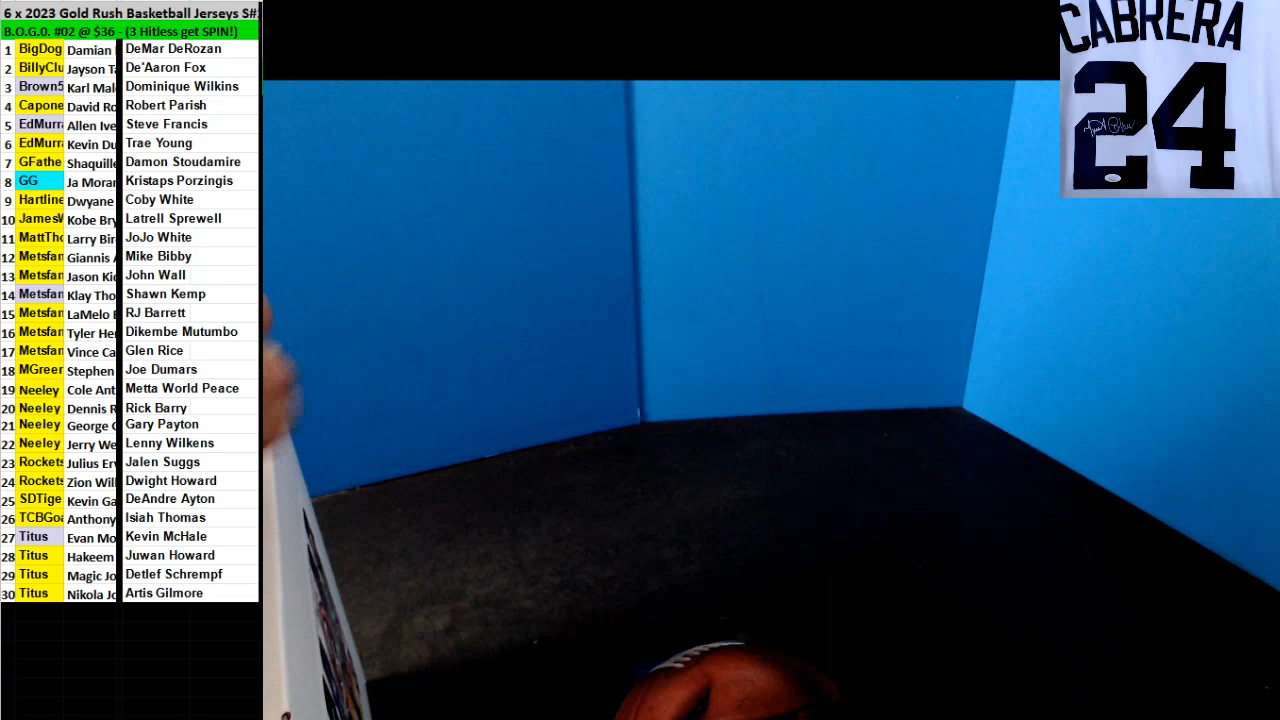 6 x 2023 Gold Rush Basketball Jerseys S#
B.O.G.O. #02 @ $36 - (3 Hitless get SPIN!)
1 BigDog Damian DeMar DeRozan
2 BillyClu Jayson Ta De'Aaron Fox
3 Brown5 Karl Mal Dominique Wilkins
4 Capone David Ro Robert Parish
5 EdMurr Allen Ive Steve Francis
6 EdMurr Kevin Du Trae Young
7 GFathe Shaquille Damon Stoudamire
8 GG Ja Moran Kristaps Porzingis
9 Hartline Dwyane Coby White
10 JamesW Kobe Bry Latrell Sprewell
11 MattTho Larry Bir JoJo White
12 Metsfan Giannis A Mike Bibby
13 Metsfan Jason Kid John Wall
14 Metsfan Klay Tho Shawn Kemp
15 Metsfan LaMelo B RJ Barrett
16 Metsfan Tyler He Dikembe Mutumbo
17 Metsfan Vince Ca Glen Rice
18 MGreen Stephen Joe Dumars
19 Neeley Cole Ant Metta World Peace
20 Neeley Dennis R Rick Barry
21 Neeley George G Gary Payton
22 Neeley Jerry We Lenny Wilkens
23 Rockets Julius Erv Jalen Suggs
24 Rockets Zion Will Dwight Howard
25 SDTige Kevin Ga DeAndre Ayton
26 TCBGoa Anthony Isiah Thomas
27 Titus Evan Mo Kevin McHale
28 Titus Hakeem Juwan Howard
29 Titus Magic Jo Detlef Schrempf
30 Titus Nikola Jo Artis Gilmore
CABRERA
24